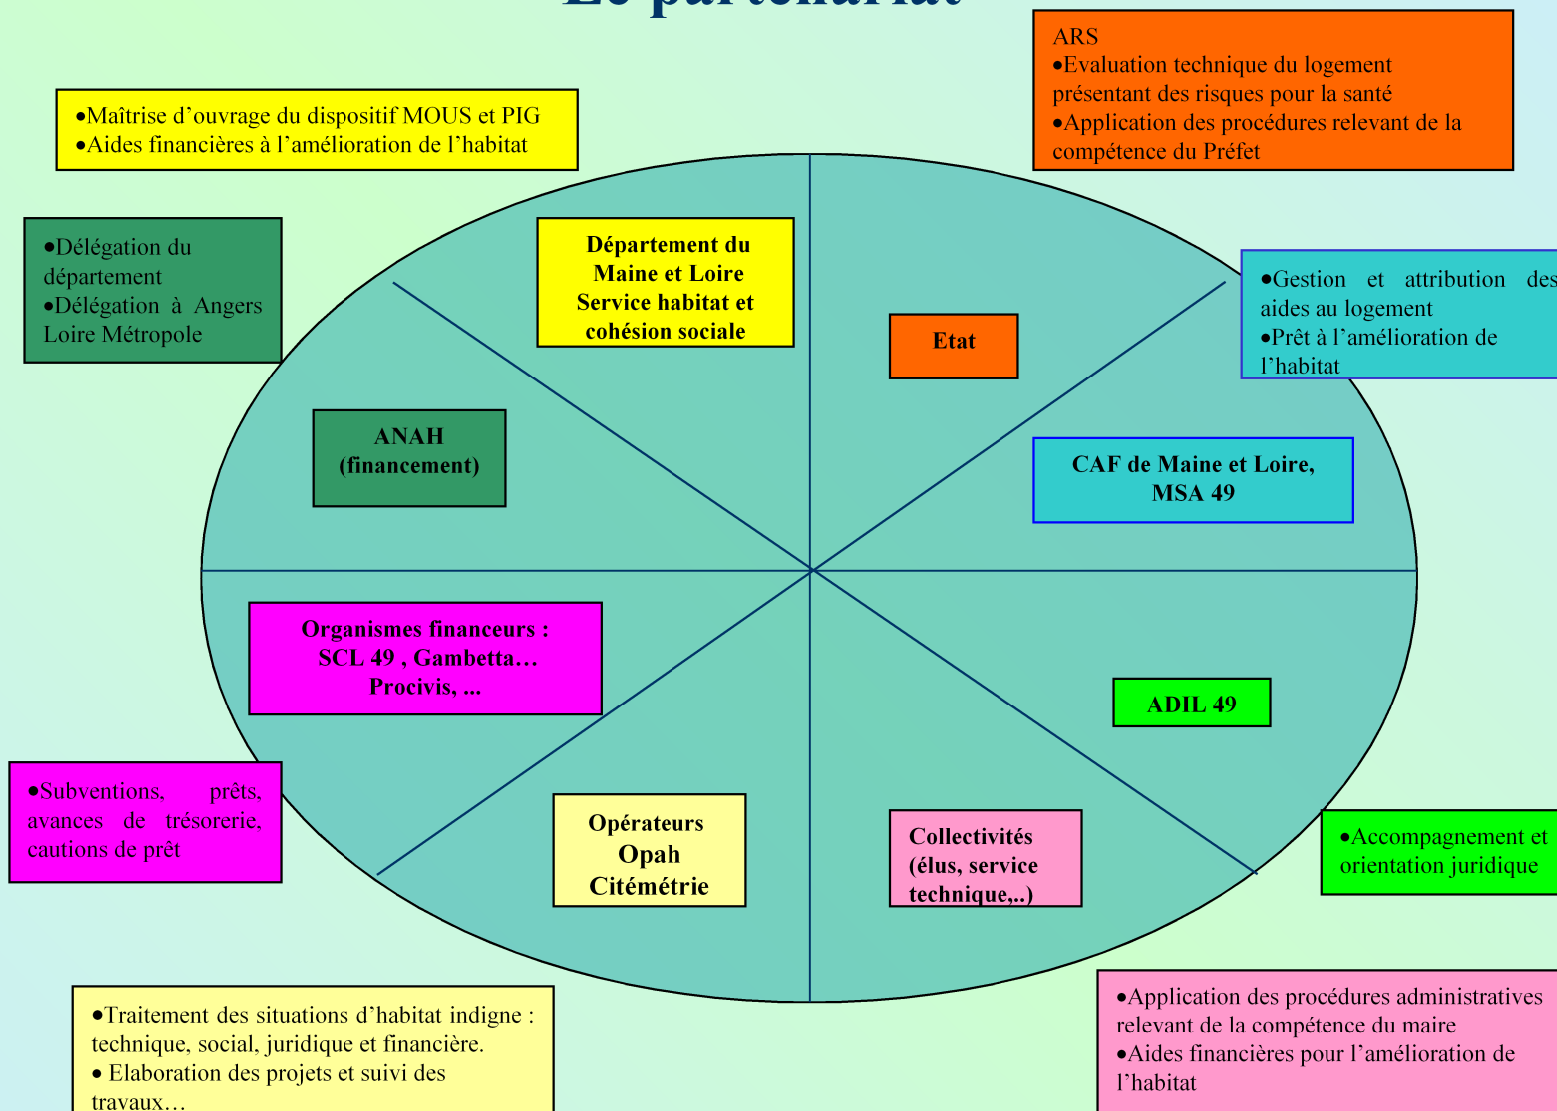 Le partenariat
ARS
•Evaluation technique du logement
présentant des risques pour la santé
•Application des procédures relevant de la
compétence du Préfet
•Maîtrise d’ouvrage du dispositif MOUS et PIG
•Aides financières à l’amélioration de l’habitat
•Délégation du
département
•Délégation à Angers
Loire Métropole
Département du
Maine et Loire
Service habitat et
cohésion sociale
Etat
•Gestion et attribution des
aides au logement
•Prêt à l’amélioration de
l’habitat
ANAH
(financement)
CAF de Maine et Loire,
MSA 49
Organismes financeurs :
SCL 49 , Gambetta…
Procivis, ...
ADIL 49
•Subventions, prêts,
avances de trésorerie,
cautions de prêt
Opérateurs
Opah
Citémétrie
Collectivités
(élus, service
technique,..)
•Accompagnement et
orientation juridique
•Traitement des situations d’habitat indigne :
technique, social, juridique et financière.
• Elaboration des projets et suivi des
travaux…
•Application des procédures administratives
relevant de la compétence du maire
•Aides financières pour l’amélioration de
l’habitat